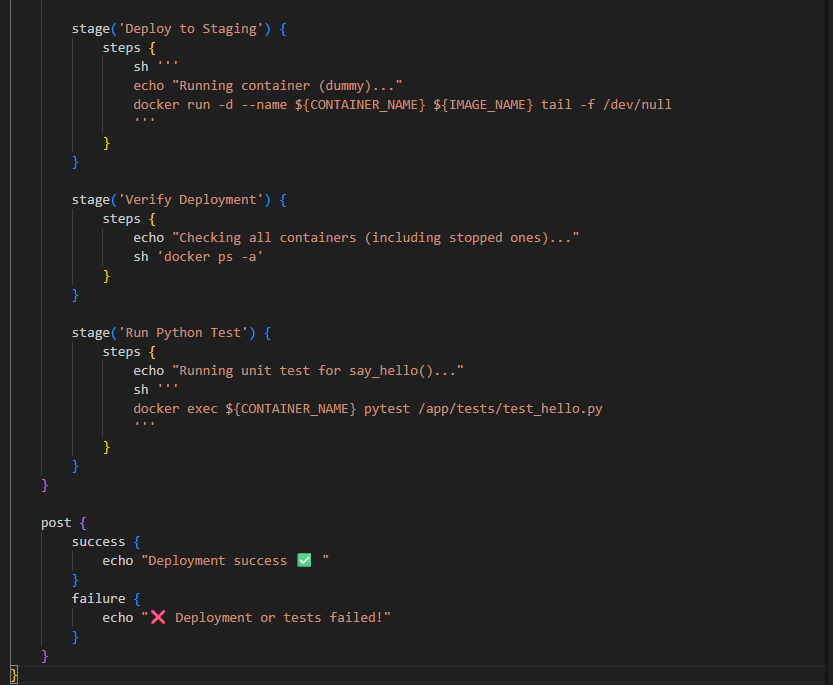 stage('Deploy to Staging') {
steps {
sh '''
echo "Running container (dummy)..."
docker run -d --name ${CONTAINER_NAME} ${IMAGE_NAME} tail -f /dev/null
'''
}
}
stage('Verify Deployment') {
steps {
echo "Checking all containers (including stopped ones)..."
sh 'docker ps -a'
}
}
stage('Run Python Test') {
steps {
echo "Running unit test for say_hello()..."
sh '''
docker exec ${CONTAINER_NAME} pytest /app/tests/test_hello.py
'''
}
}
}
post {
success {
echo "Deployment success ✅ "
}
failure {
echo "❌ Deployment or tests failed!"
}
}
}